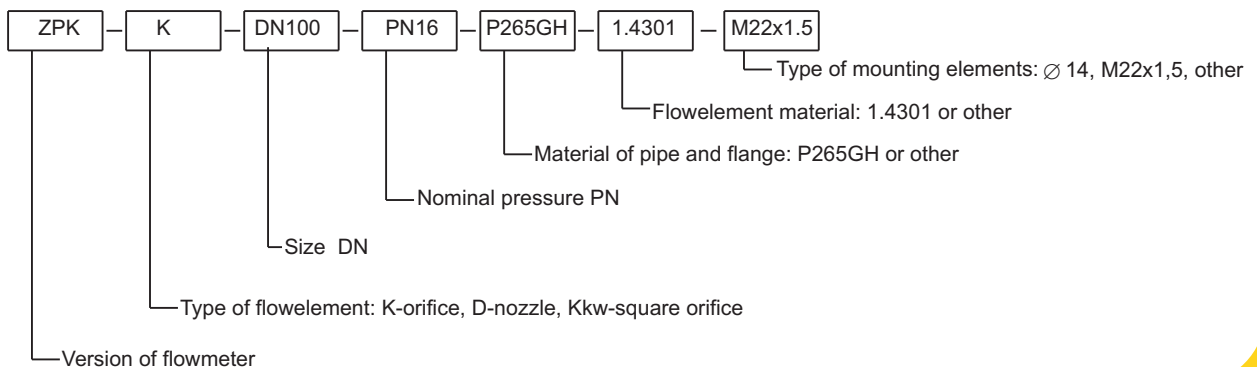 ZPK – K – DN100 – PN16 – P265GH – 1.4301 – M22x1.5
Type of mounting elements: ∅ 14, M22x1,5, other
Flowelement material: 1.4301 or other
Material of pipe and flange: P265GH or other
Nominal pressure PN
Size DN
Type of flowelement: K-orifice, D-nozzle, Kkw-square orifice
Version of flowmeter